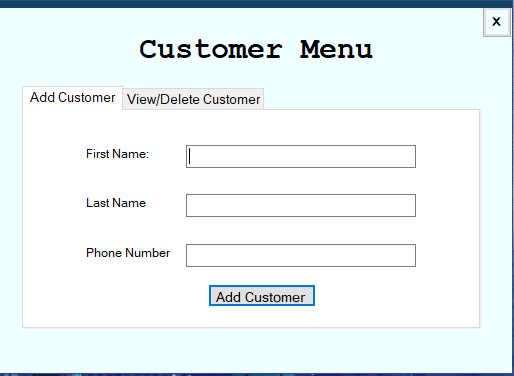 x
Customer Menu
Add Customer View/Delete Customer
First Name:
Last Name
Phone Number
Add Customer